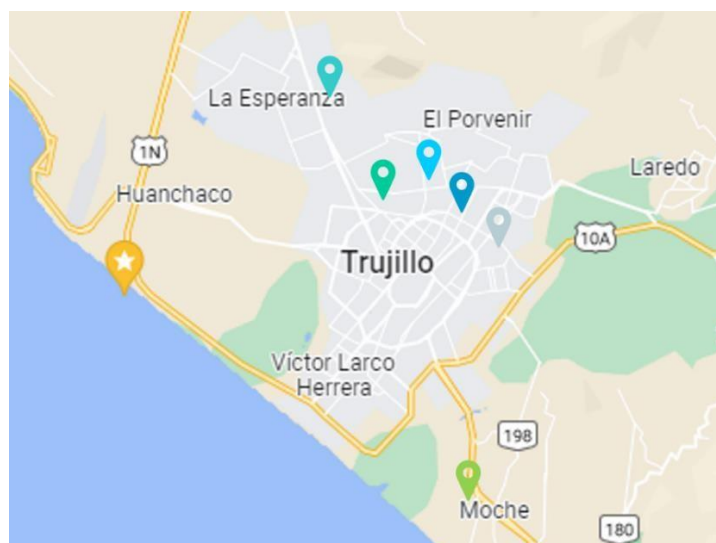 La Esperanza
El Porvenir
1N
Laredo
Huanchaco
10A
Trujillo
Víctor Larco
Herrera
198
Moche
180